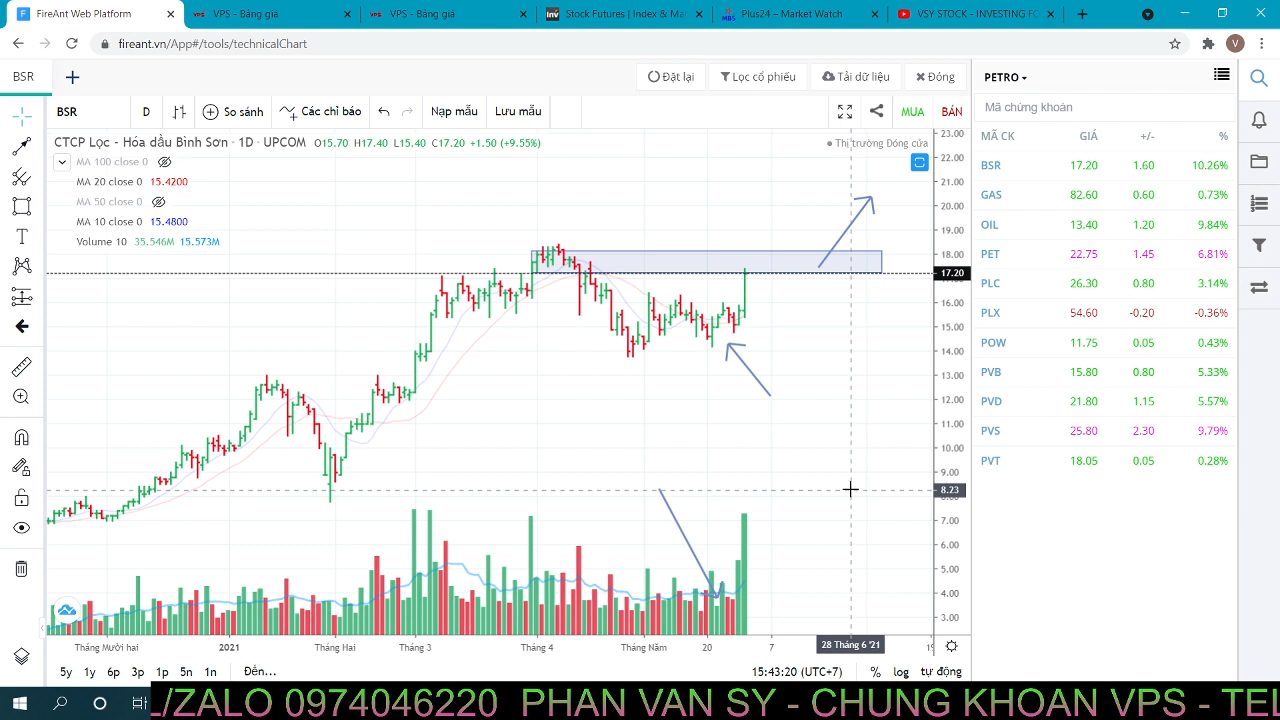 FireAnt Web Platform
VPS - Bảng giá
VPS - Bảng giá
Stock Futures | Index & Ma
Plus24 – Market Watch
VSY STOCK - INVESTING FO
fireant.vn/App#/tools/technicalChart
V
BSR
Đặt lại
Lọc cổ phiếu
Tải dữ liệu
Đóng
PETRO
BSR
D
So sánh
Các chỉ báo
Nạp mẫu
Lưu mẫu
MUA
BÁN
Mã chứng khoán
CTCP Lọc - Hóa dầu Bình Sơn · 1D · UPCOM O15.70 H17.40 L15.40 C17.20 +1.50 (+9.55%)
Thị trường Đóng cửa
MA 100 close 0
MA 20 close 0 15.4200
MA 50 close 0
MA 10 close 0 15.4800
Volume 10 35.546M 15.573M
23.00
22.00
21.00
20.00
19.00
18.00
17.20
16.00
15.00
14.00
13.00
12.00
11.00
10.00
9.00
8.23
7.00
6.00
5.00
4.00
3.00
MÃ CK GIÁ +/- %
BSR 17.20 1.60 10.26%
GAS 82.60 0.60 0.73%
OIL 13.40 1.20 9.84%
PET 22.75 1.45 6.81%
PLC 26.30 0.80 3.14%
PLX 54.60 -0.20 -0.36%
POW 11.75 0.05 0.43%
PVB 15.80 0.80 5.33%
PVD 21.80 1.15 5.57%
PVS 25.80 2.30 9.79%
PVT 18.05 0.05 0.28%
Tháng Mười hai 2021 Tháng Hai Tháng 3 Tháng 4 Tháng Năm 20 7 28 Tháng 6 '21
5y 1y 6p 3p 1p 5n 1n Đến...
15:43:20 (UTC+7) % log tự động
L/ZALO 0974046220 PHAN VAN SY - CHUNG KHOAN VPS - TEL